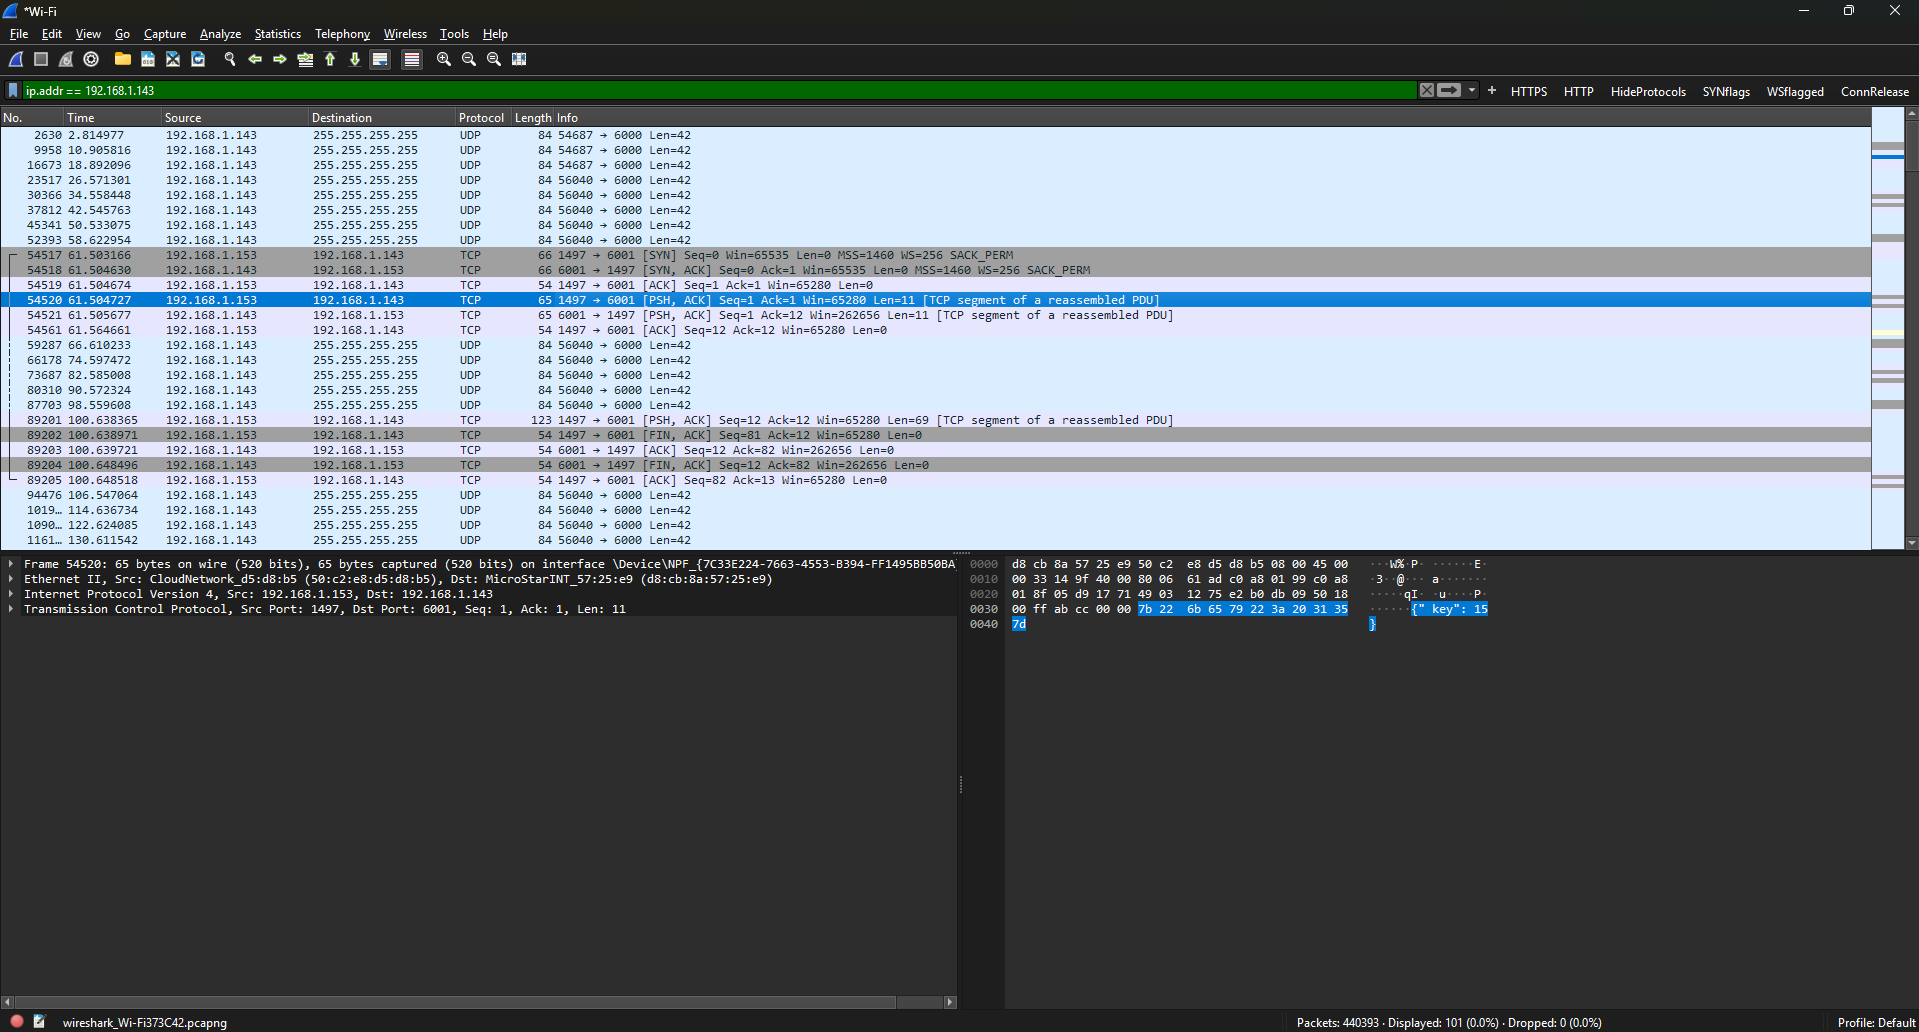 *Wi-Fi
File Edit View Go Capture Analyze Statistics Telephony Wireless Tools Help
ip.addr == 192.168.1.143 + HTTPS HTTP HideProtocols SYNflags WSflagged ConnRelease
No. Time Source Destination Protocol Length Info
2630 2.814977 192.168.1.143 255.255.255.255 UDP 84 54687 → 6000 Len=42
9958 10.905816 192.168.1.143 255.255.255.255 UDP 84 54687 → 6000 Len=42
16673 18.892096 192.168.1.143 255.255.255.255 UDP 84 54687 → 6000 Len=42
23517 26.571301 192.168.1.143 255.255.255.255 UDP 84 56040 → 6000 Len=42
30366 34.558448 192.168.1.143 255.255.255.255 UDP 84 56040 → 6000 Len=42
37812 42.545763 192.168.1.143 255.255.255.255 UDP 84 56040 → 6000 Len=42
45341 50.533075 192.168.1.143 255.255.255.255 UDP 84 56040 → 6000 Len=42
52393 58.622954 192.168.1.143 255.255.255.255 UDP 84 56040 → 6000 Len=42
54517 61.503166 192.168.1.153 192.168.1.143 TCP 66 1497 → 6001 [SYN] Seq=0 Win=65535 Len=0 MSS=1460 WS=256 SACK_PERM
54518 61.504630 192.168.1.143 192.168.1.153 TCP 66 6001 → 1497 [SYN, ACK] Seq=0 Ack=1 Win=65535 Len=0 MSS=1460 WS=256 SACK_PERM
54519 61.504674 192.168.1.153 192.168.1.143 TCP 54 1497 → 6001 [ACK] Seq=1 Ack=1 Win=65280 Len=0
54520 61.504727 192.168.1.153 192.168.1.143 TCP 65 1497 → 6001 [PSH, ACK] Seq=1 Ack=1 Win=65280 Len=11 [TCP segment of a reassembled PDU]
54521 61.505677 192.168.1.143 192.168.1.153 TCP 65 6001 → 1497 [PSH, ACK] Seq=1 Ack=12 Win=262656 Len=11 [TCP segment of a reassembled PDU]
54561 61.564661 192.168.1.153 192.168.1.143 TCP 54 1497 → 6001 [ACK] Seq=12 Ack=12 Win=65280 Len=0
59287 66.610233 192.168.1.143 255.255.255.255 UDP 84 56040 → 6000 Len=42
66178 74.597472 192.168.1.143 255.255.255.255 UDP 84 56040 → 6000 Len=42
73687 82.585008 192.168.1.143 255.255.255.255 UDP 84 56040 → 6000 Len=42
80310 90.572324 192.168.1.143 255.255.255.255 UDP 84 56040 → 6000 Len=42
87703 98.559608 192.168.1.143 255.255.255.255 UDP 84 56040 → 6000 Len=42
89201 100.638365 192.168.1.153 192.168.1.143 TCP 123 1497 → 6001 [PSH, ACK] Seq=12 Ack=12 Win=65280 Len=69 [TCP segment of a reassembled PDU]
89202 100.638971 192.168.1.153 192.168.1.143 TCP 54 1497 → 6001 [FIN, ACK] Seq=81 Ack=12 Win=65280 Len=0
89203 100.639721 192.168.1.143 192.168.1.153 TCP 54 6001 → 1497 [ACK] Seq=12 Ack=82 Win=262656 Len=0
89204 100.648496 192.168.1.143 192.168.1.153 TCP 54 6001 → 1497 [FIN, ACK] Seq=12 Ack=82 Win=262656 Len=0
89205 100.648518 192.168.1.153 192.168.1.143 TCP 54 1497 → 6001 [ACK] Seq=82 Ack=13 Win=65280 Len=0
94476 106.547064 192.168.1.143 255.255.255.255 UDP 84 56040 → 6000 Len=42
1019… 114.636734 192.168.1.143 255.255.255.255 UDP 84 56040 → 6000 Len=42
1090… 122.624085 192.168.1.143 255.255.255.255 UDP 84 56040 → 6000 Len=42
1161… 130.611542 192.168.1.143 255.255.255.255 UDP 84 56040 → 6000 Len=42
Frame 54520: 65 bytes on wire (520 bits), 65 bytes captured (520 bits) on interface \Device\NPF_{7C33E224-7663-4553-B394-FF1495BB50BA
Ethernet II, Src: CloudNetwork_d5:d8:b5 (50:c2:e8:d5:d8:b5), Dst: MicroStarINT_57:25:e9 (d8:cb:8a:57:25:e9)
Internet Protocol Version 4, Src: 192.168.1.153, Dst: 192.168.1.143
Transmission Control Protocol, Src Port: 1497, Dst Port: 6001, Seq: 1, Ack: 1, Len: 11
0000 d8 cb 8a 57 25 e9 50 c2 e8 d5 d8 b5 08 00 45 00 ···W%·P· ······E·
0010 00 33 14 9f 40 00 80 06 61 ad c0 a8 01 99 c0 a8 ·3··@··· a·······
0020 01 8f 05 d9 17 71 49 03 12 75 e2 b0 db 09 50 18 ·····qI· ·u····P·
0030 00 ff ab cc 00 00 7b 22 6b 65 79 22 3a 20 31 35 ······{" key": 15
0040 7d }
wireshark_Wi-Fi373C42.pcapng Packets: 440393 · Displayed: 101 (0.0%) · Dropped: 0 (0.0%) Profile: Default